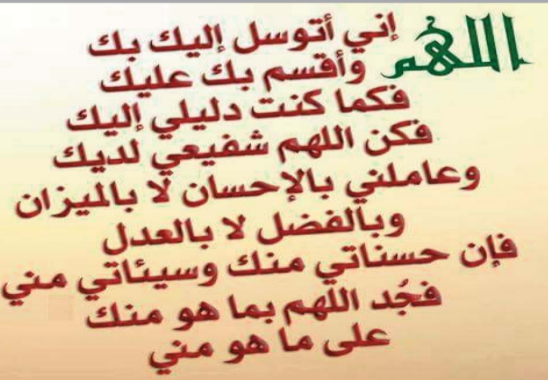 اللهم إني أتوسل إليك بك
وأقسم بك عليك
فكما كنت دليلي إليك
فكن اللهم شفيعي لديك
وعاملني بالإحسان لا بالميزان
وبالفضل لا بالعدل
فإن حسناتي منك وسيئاتي مني
فجُد اللهم بما هو منك
على ما هو مني